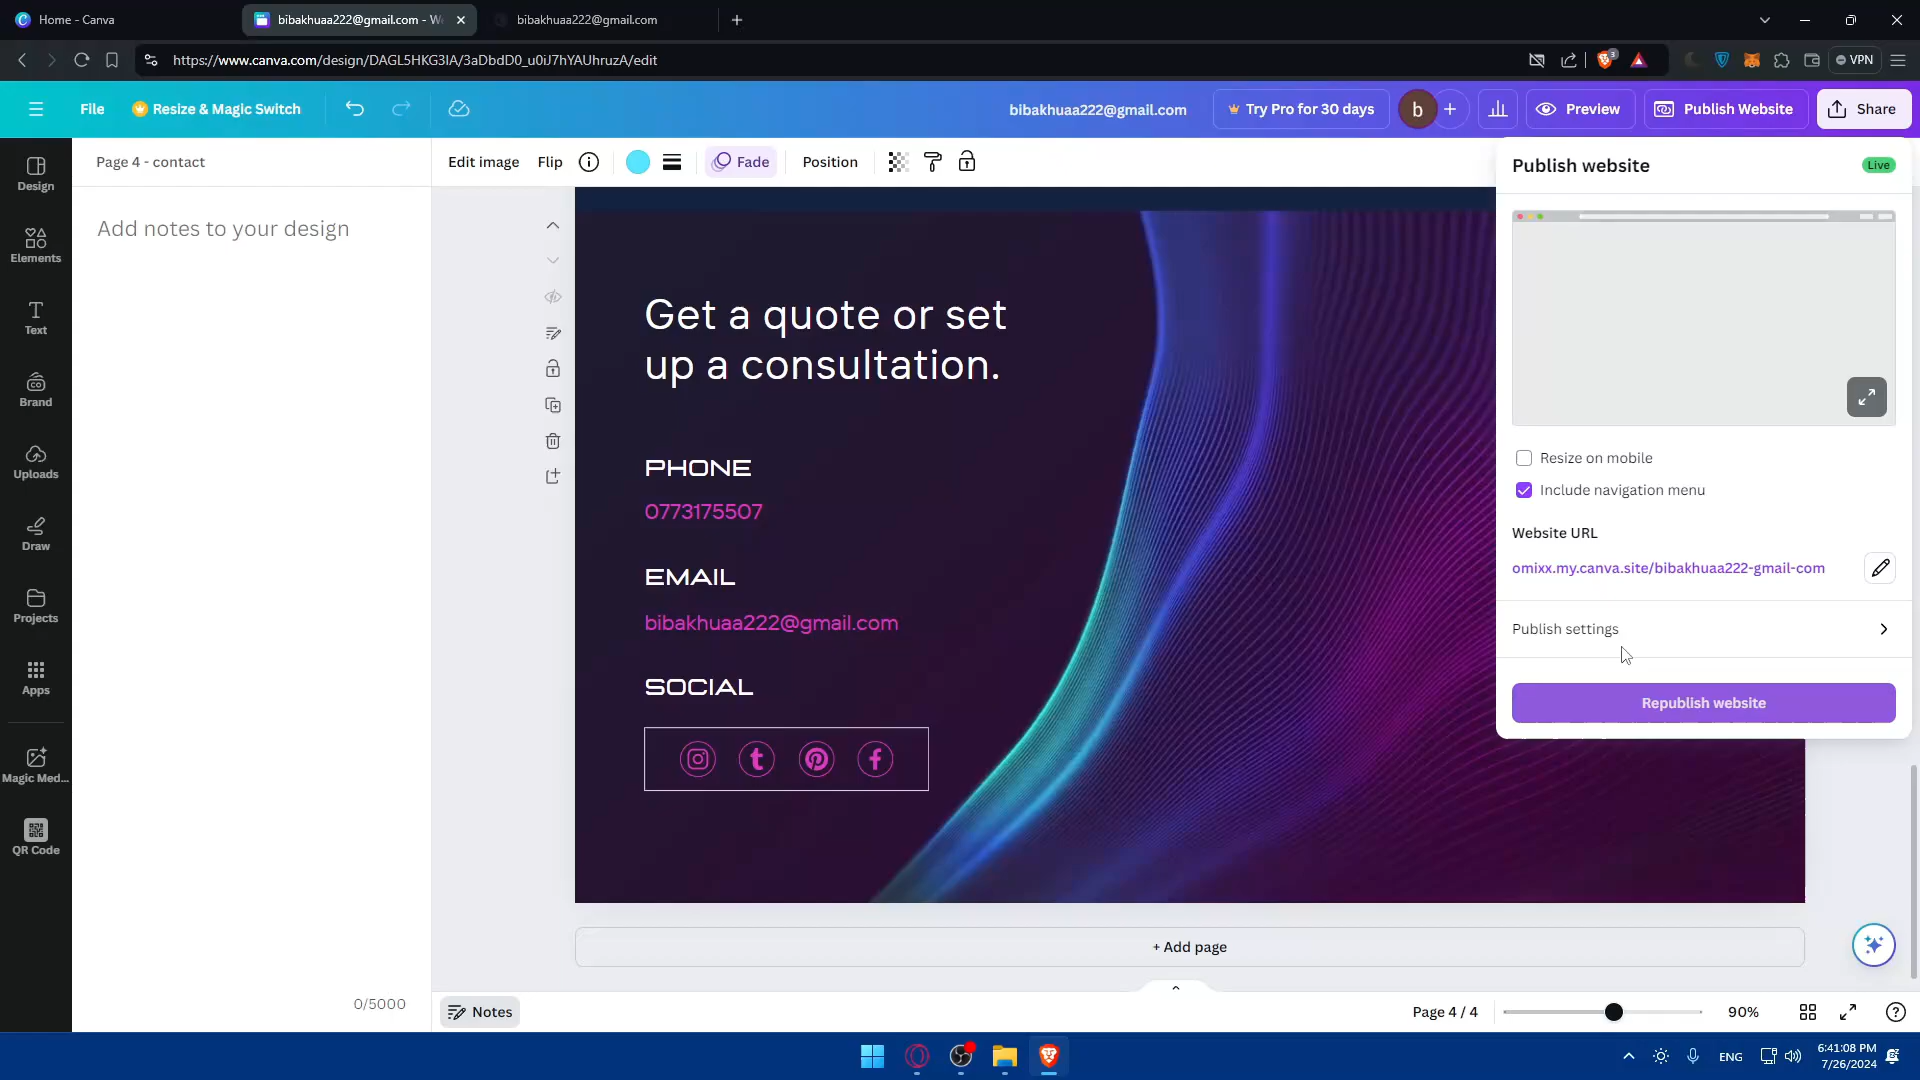 Home - Canva
bibakhuaa222@gmail.com - W
bibakhuaa222@gmail.com
https://www.canva.com/design/DAGL5HKG3IA/3aDbdD0_u0iJ7hYAUhruzA/edit
3
VPN
File
Resize & Magic Switch
bibakhuaa222@gmail.com
Try Pro for 30 days
b
Preview
Publish Website
Share
Design
Elements
Text
Brand
Uploads
Draw
Projects
Apps
Magic Med...
QR Code
Page 4 - contact
Add notes to your design
0/5000
Edit image
Flip
Fade
Position
Get a quote or set
up a consultation.
PHONE
0773175507
EMAIL
bibakhuaa222@gmail.com
SOCIAL
+ Add page
Publish website
Live
Resize on mobile
Include navigation menu
Website URL
omixx.my.canva.site/bibakhuaa222-gmail-com
Publish settings
Republish website
Notes
Page 4 / 4
90%
ENG
6:41:08 PM
7/26/2024